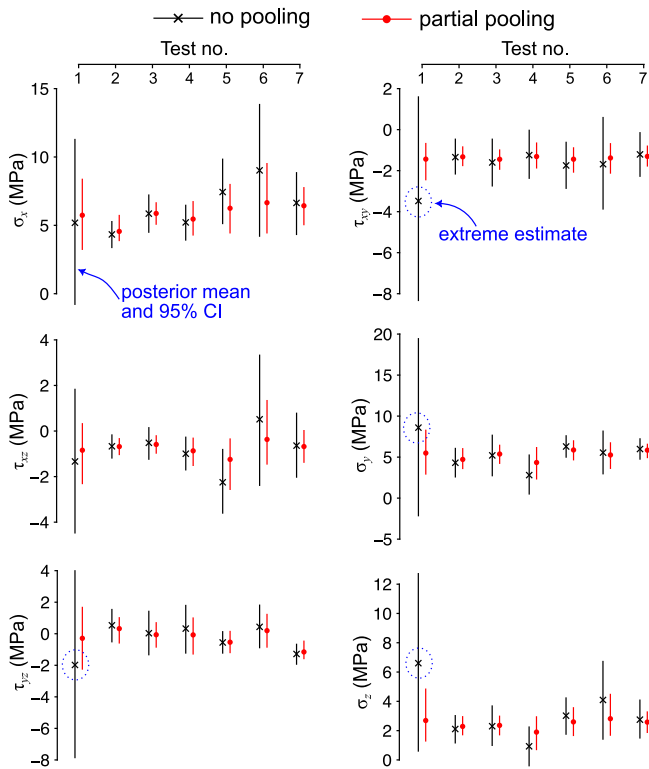 no pooling
partial pooling
Test no.
1 2 3 4 5 6 7
Test no.
1 2 3 4 5 6 7
15
10
5
0
σx (MPa)
posterior mean
and 95% CI
2
0
−2
−4
−6
−8
τxy (MPa)
extreme estimate
4
2
0
−2
−4
τxz (MPa)
20
15
10
5
0
−5
σy (MPa)
4
2
0
−2
−4
−6
−8
τyz (MPa)
12
10
8
6
4
2
0
σz (MPa)